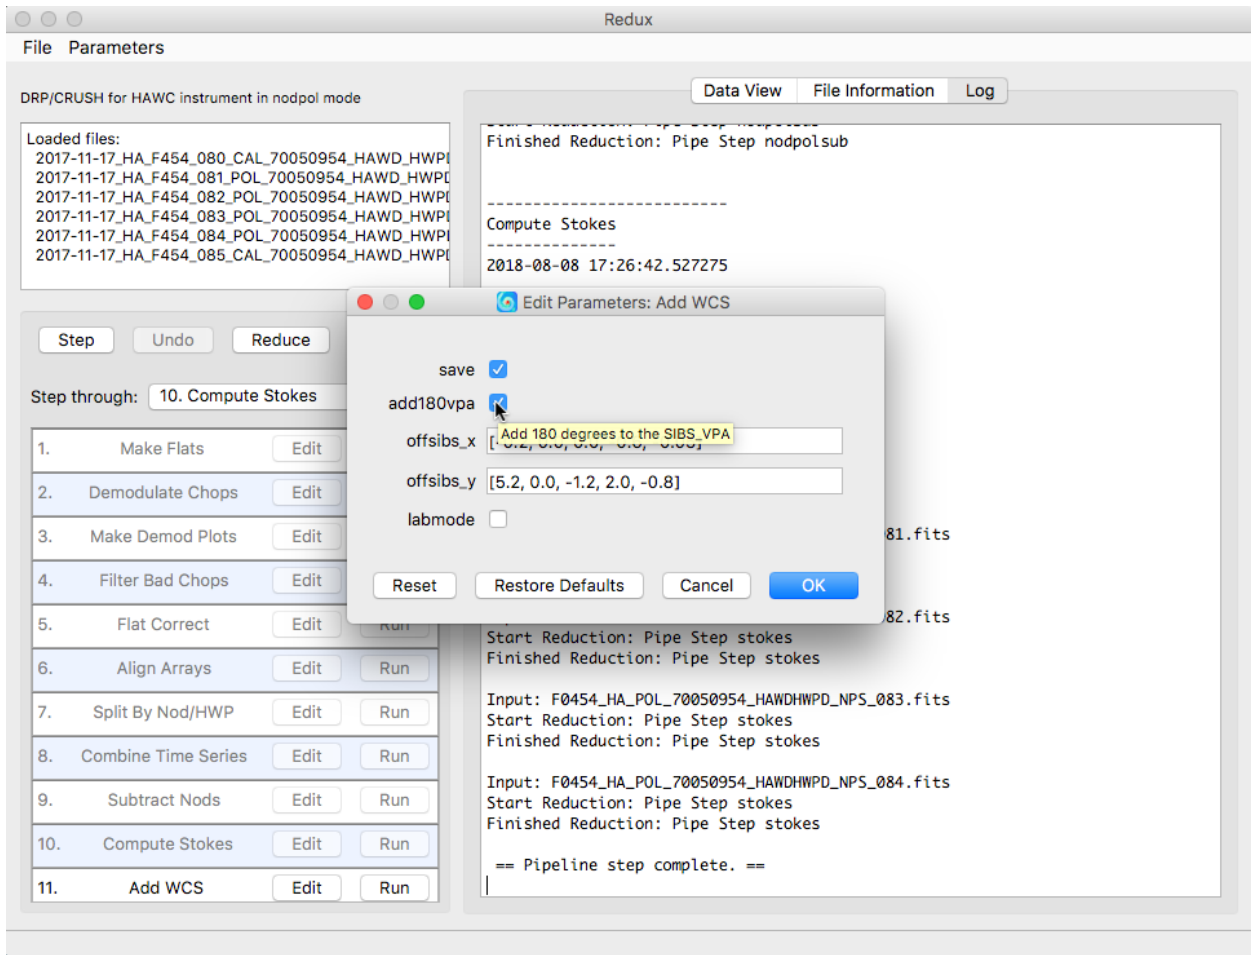 Redux
File Parameters
DRP/CRUSH for HAWC instrument in nodpol mode
Data View File Information Log
Loaded files:
2017-11-17_HA_F454_080_CAL_70050954_HAWD_HWP
2017-11-17_HA_F454_081_POL_70050954_HAWD_HWP
2017-11-17_HA_F454_082_POL_70050954_HAWD_HWP
2017-11-17_HA_F454_083_POL_70050954_HAWD_HWP
2017-11-17_HA_F454_084_POL_70050954_HAWD_HWP
2017-11-17_HA_F454_085_CAL_70050954_HAWD_HWP
Step Undo Reduce
Step through: 10. Compute Stokes
1. Make Flats Edit
2. Demodulate Chops Edit
3. Make Demod Plots Edit
4. Filter Bad Chops Edit
5. Flat Correct Edit Run
6. Align Arrays Edit Run
7. Split By Nod/HWP Edit Run
8. Combine Time Series Edit Run
9. Subtract Nods Edit Run
10. Compute Stokes Edit Run
11. Add WCS Edit Run
Finished Reduction: Pipe Step nodpolsub
--------------------------
Compute Stokes
--------------
2018-08-08 17:26:42.527275
Edit Parameters: Add WCS
save
add180vpa
Add 180 degrees to the SIBS_VPA
offsibs_x
offsibs_y [5.2, 0.0, -1.2, 2.0, -0.8]
labmode
Reset Restore Defaults Cancel OK
81.fits
82.fits
Start Reduction: Pipe Step stokes
Finished Reduction: Pipe Step stokes
Input: F0454_HA_POL_70050954_HAWDHWPD_NPS_083.fits
Start Reduction: Pipe Step stokes
Finished Reduction: Pipe Step stokes
Input: F0454_HA_POL_70050954_HAWDHWPD_NPS_084.fits
Start Reduction: Pipe Step stokes
Finished Reduction: Pipe Step stokes
== Pipeline step complete. ==